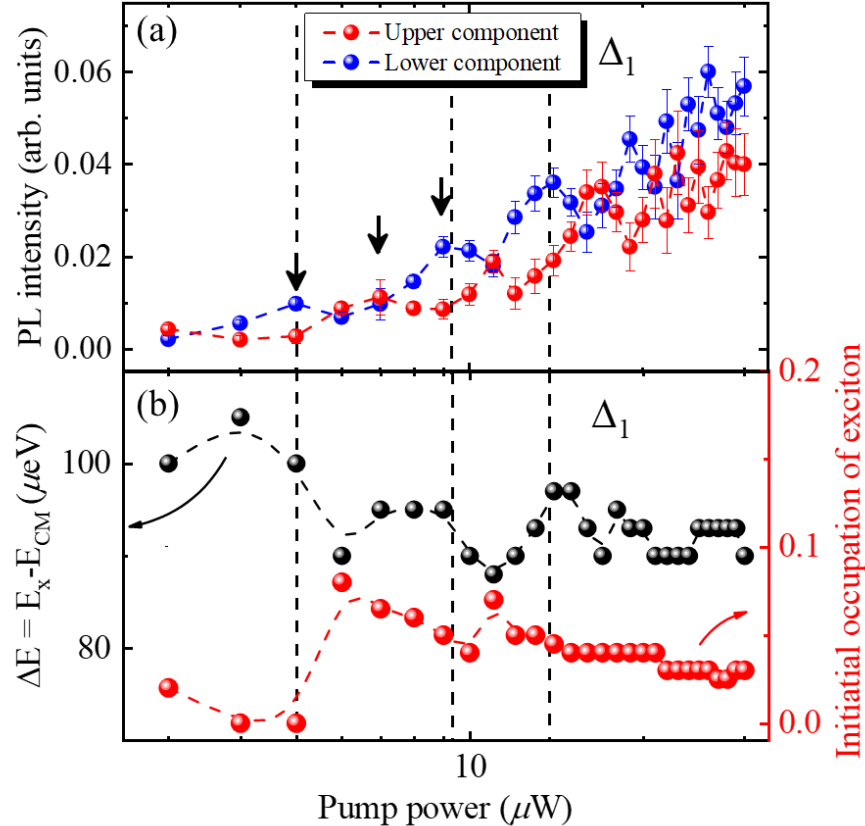 (a)
Upper component
Lower component
Δ1
0.06
0.04
0.02
0.00
PL intensity (arb. units)
(b)
Δ1
100
80
ΔE = Ex-ECM (μeV)
0.2
0.1
0.0
Initiatial occupation of exciton
10
Pump power (μW)